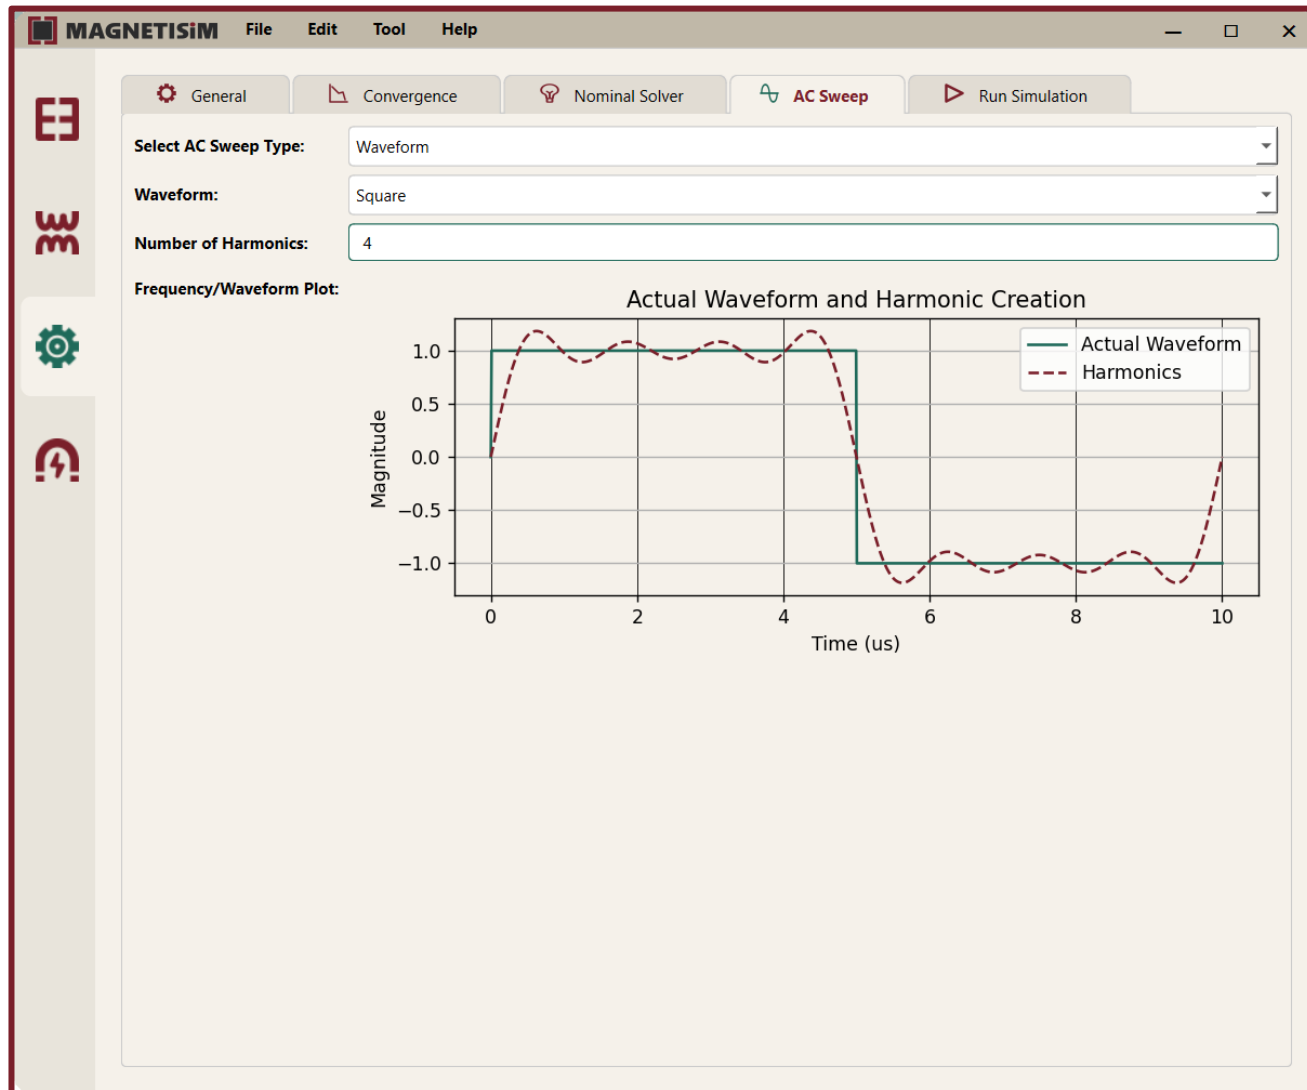 MAGNETISiM File Edit Tool Help
General Convergence Nominal Solver AC Sweep Run Simulation
Select AC Sweep Type: Waveform
Waveform: Square
Number of Harmonics: 4
Frequency/Waveform Plot:
Actual Waveform and Harmonic Creation
Actual Waveform
Harmonics
1.0
0.5
0.0
−0.5
−1.0
Magnitude
0 2 4 6 8 10
Time (us)